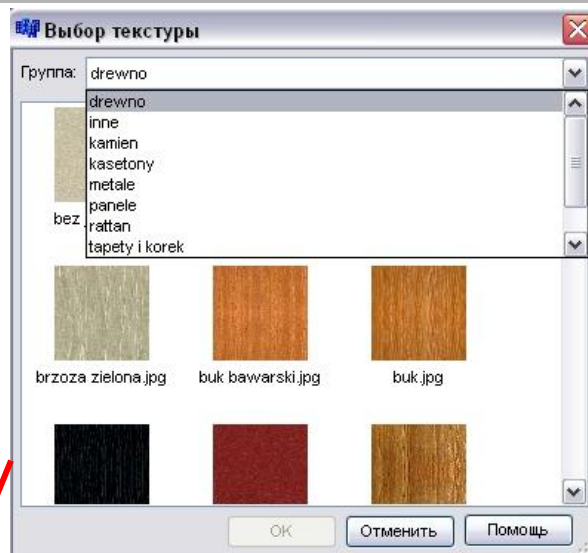 Выбор текстуры
Группа: drewno
drewno
inne
kamien
kasetony
metale
panele
rattan
tapety i korek
bez
brzoza zielona.jpg buk bawarski.jpg buk.jpg
OK Отменить Помощь